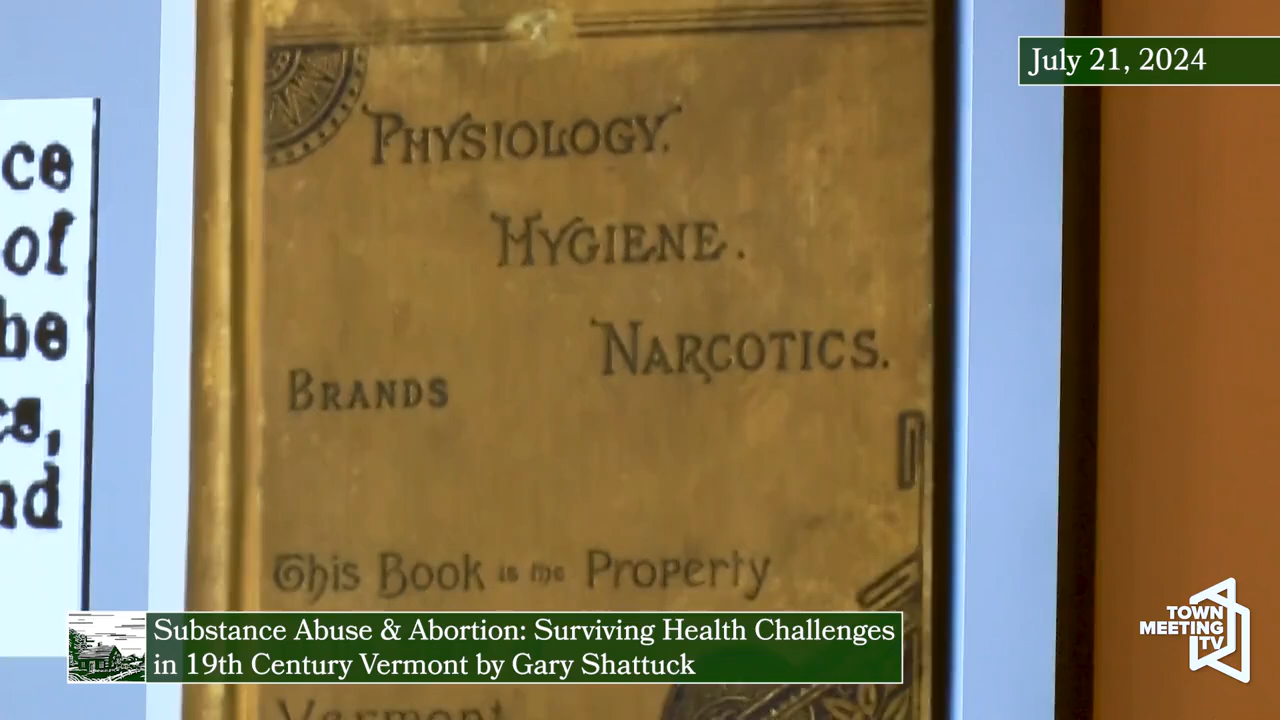 July 21, 2024
ce
of
be
nd
PHYSIOLOGY.
HYGIENE.
NARCOTICS.
BRANDS
This Book is the Property
Substance Abuse & Abortion: Surviving Health Challenges
in 19th Century Vermont by Gary Shattuck
Vermont
TOWN
MEETING
TV